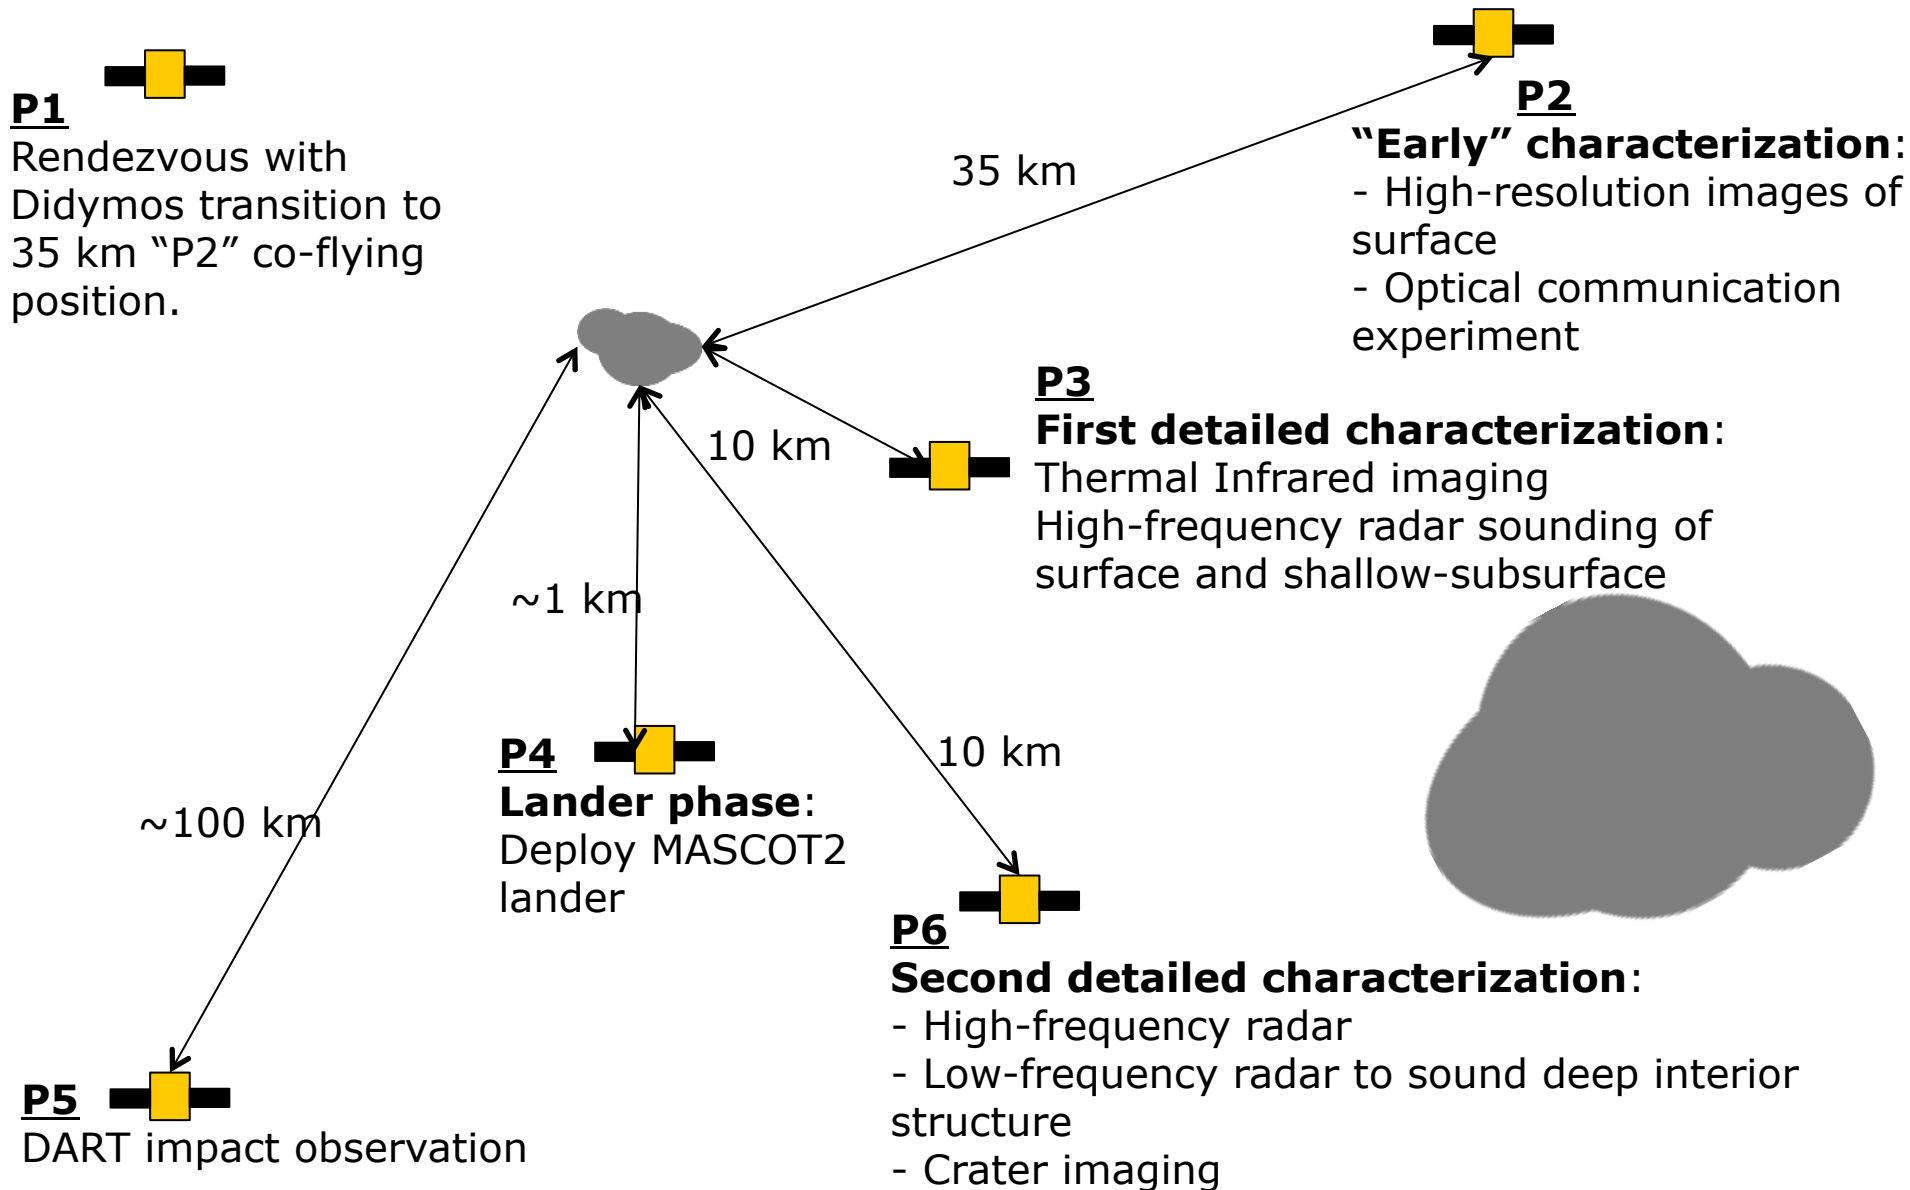 P1
Rendezvous with
Didymos transition to
35 km “P2” co-flying
position.
35 km
P2
“Early” characterization:
- High-resolution images of
surface
- Optical communication
experiment
P3
First detailed characterization:
Thermal Infrared imaging
High-frequency radar sounding of
surface and shallow-subsurface
10 km
~1 km
P4
Lander phase:
Deploy MASCOT2
lander
10 km
~100 km
P6
Second detailed characterization:
- High-frequency radar
- Low-frequency radar to sound deep interior
structure
- Crater imaging
P5
DART impact observation